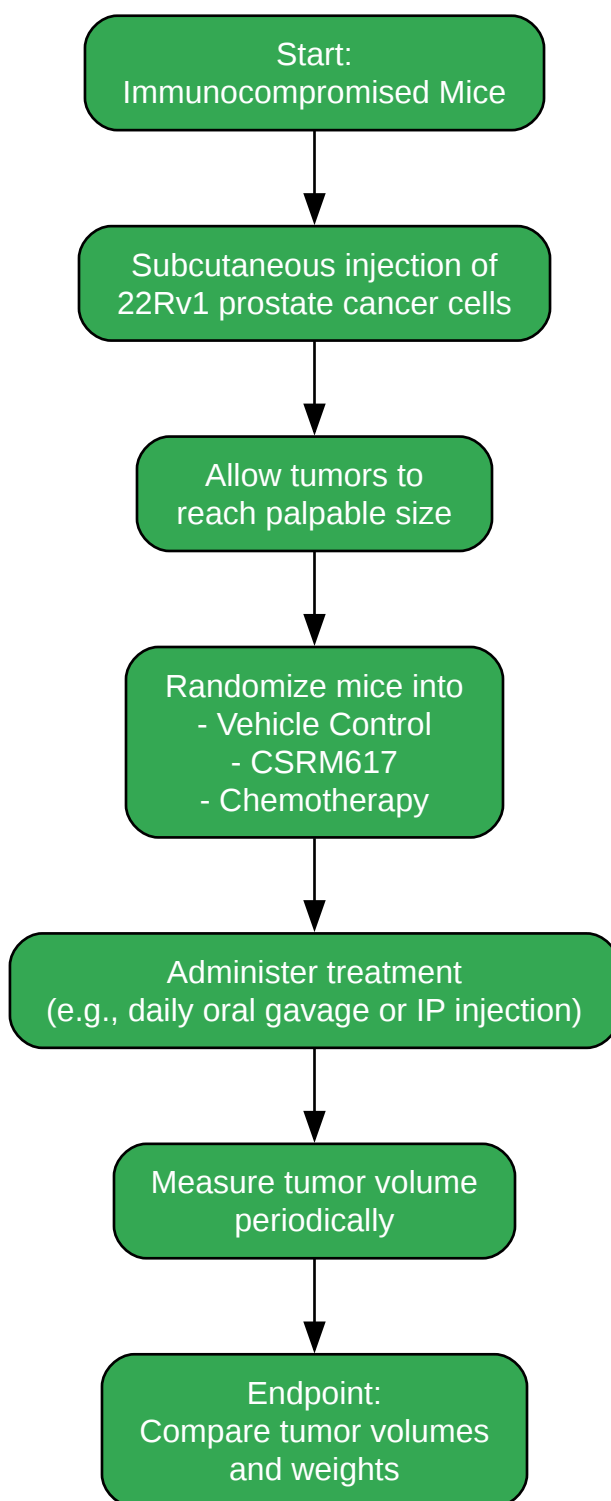 Start:
Immunocompromised Mice
Subcutaneous injection of
22Rv1 prostate cancer cells
Allow tumors to
reach palpable size
Randomize mice into
- Vehicle Control
- CSRM617
- Chemotherapy
Administer treatment
(e.g., daily oral gavage or IP injection)
Measure tumor volume
periodically
Endpoint:
Compare tumor volumes
and weights